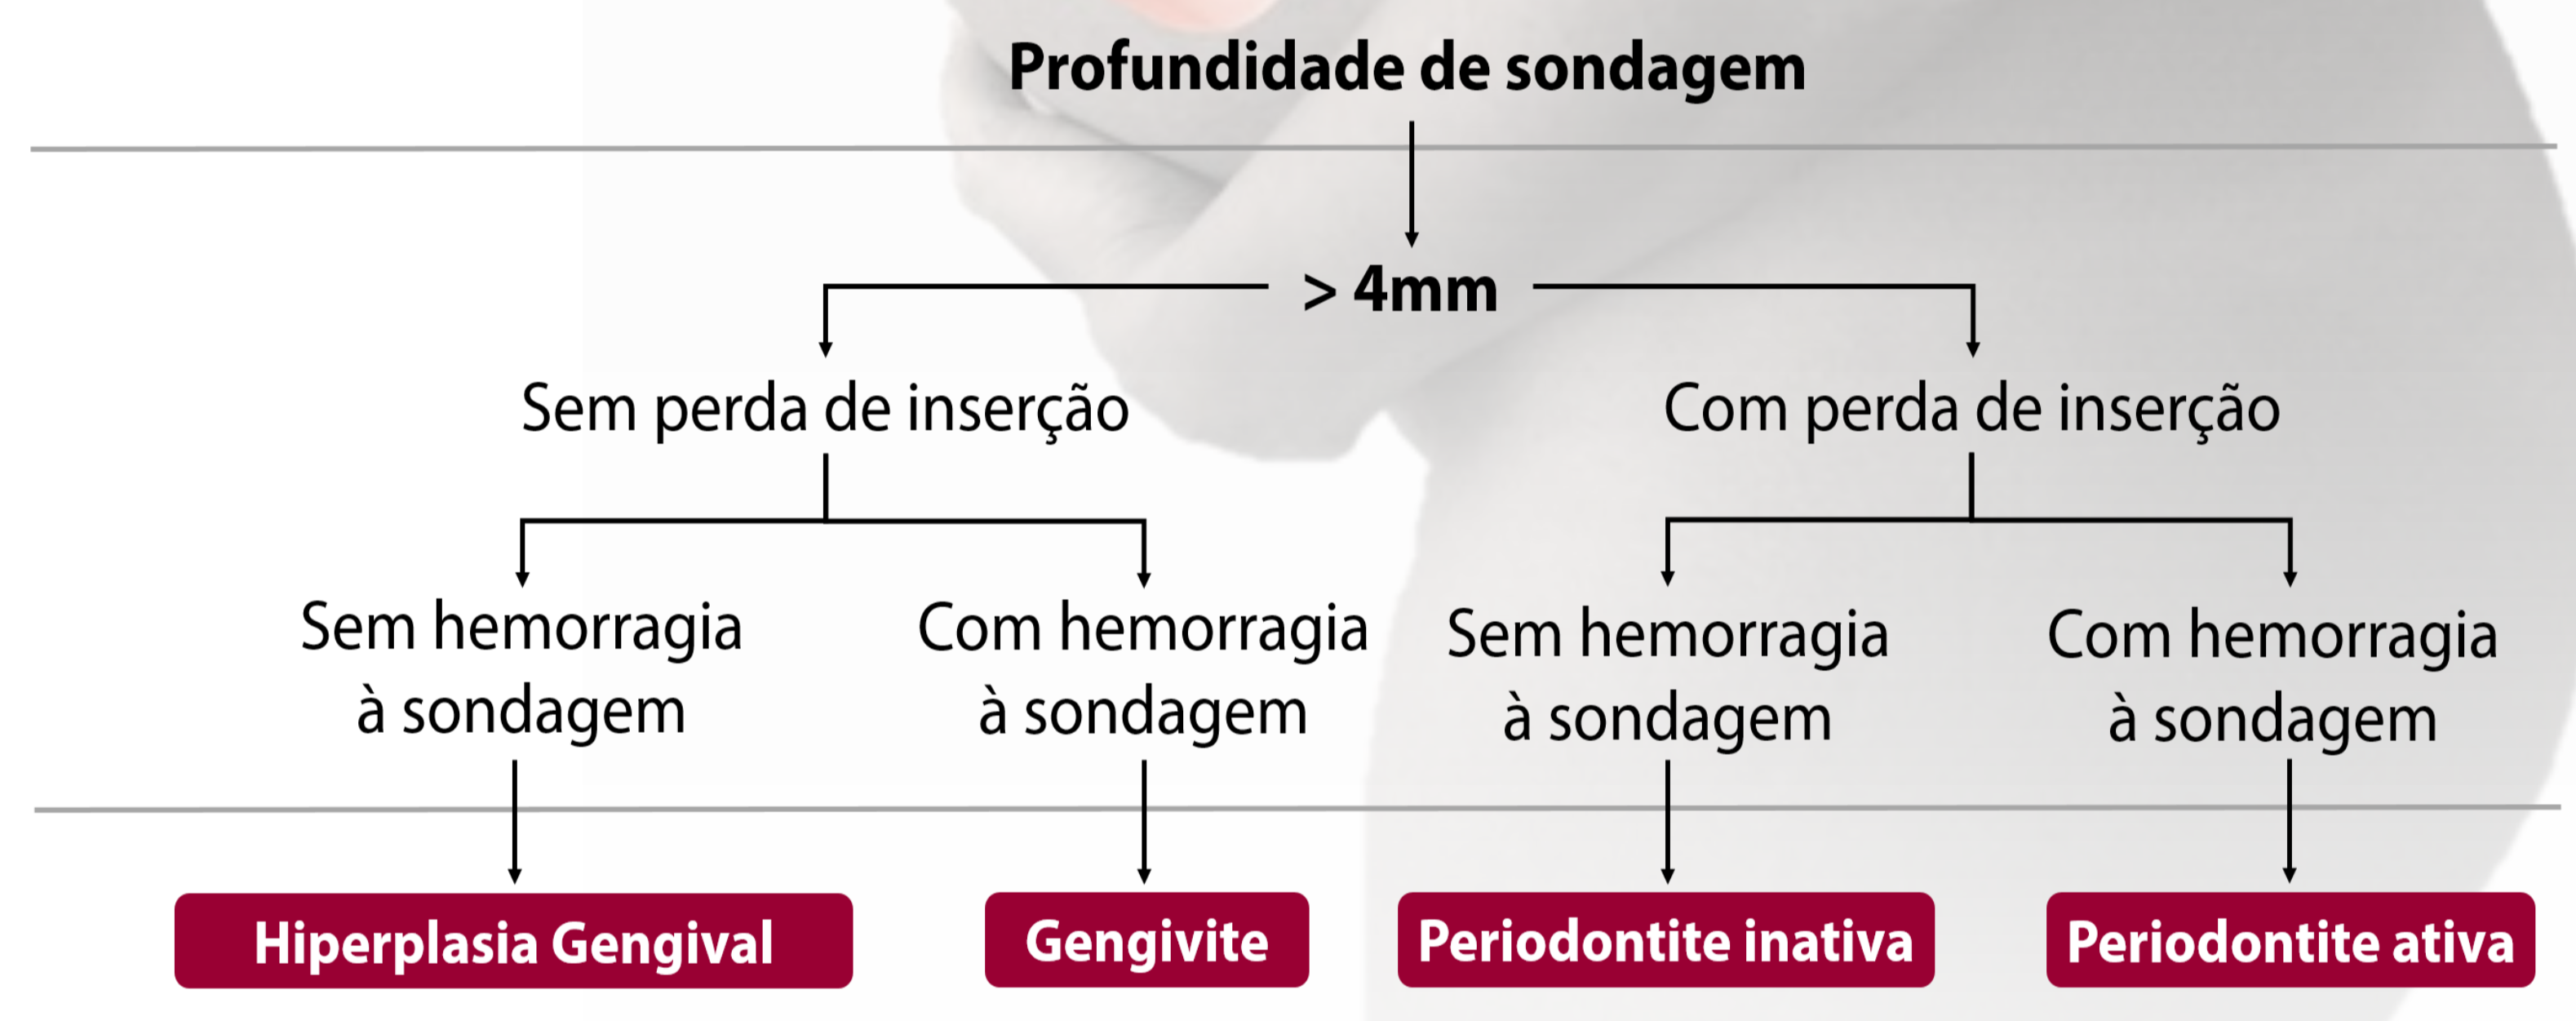 Profundidade de sondagem
> 4mm
Sem perda de inserção
Com perda de inserção
Sem hemorragia
à sondagem
Com hemorragia
à sondagem
Sem hemorragia
à sondagem
Com hemorragia
à sondagem
Hiperplasia Gengival
Gengivite
Periodontite inativa
Periodontite ativa